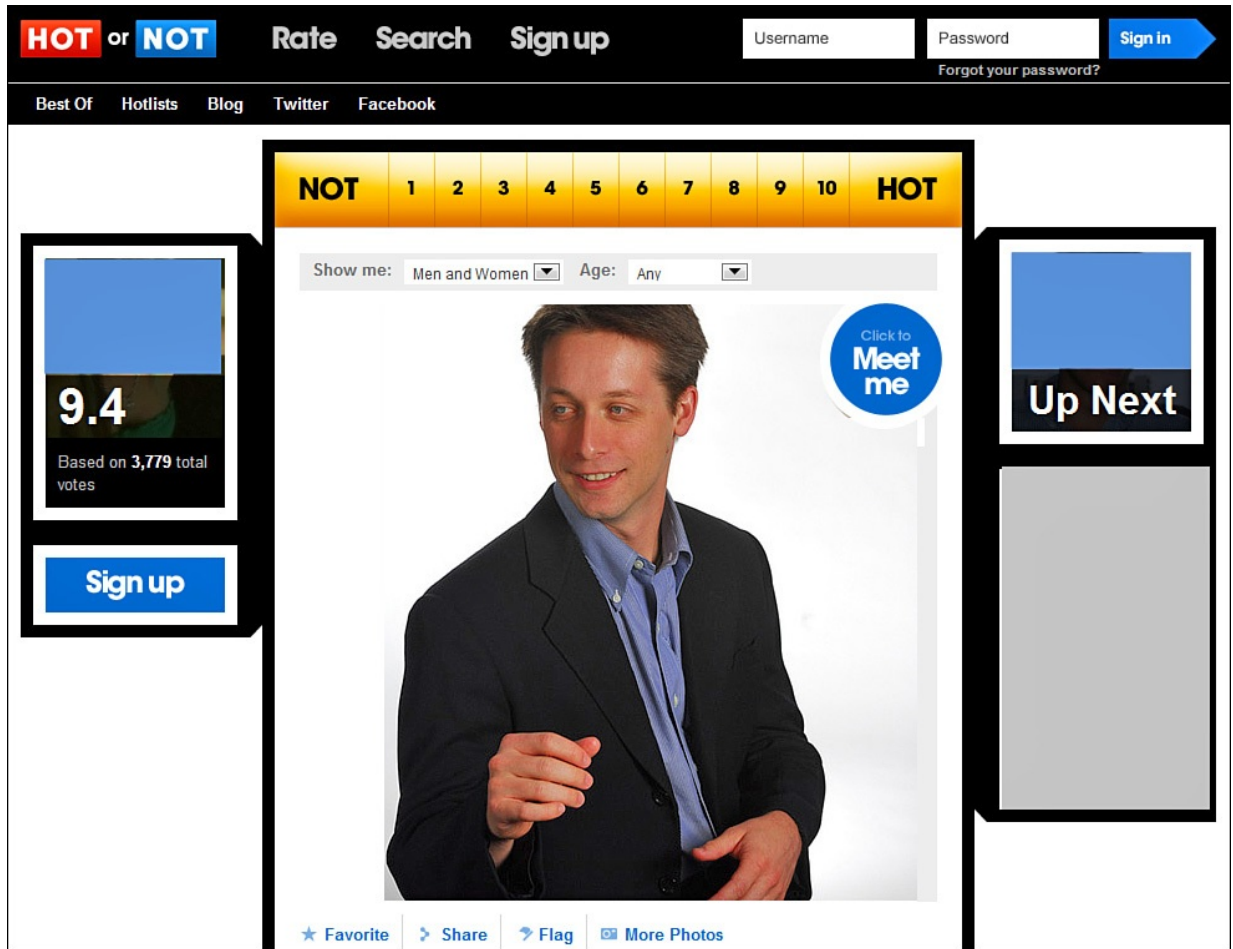 HOT or NOT
Rate Search Sign up
Username
Password
Sign in
Forgot your password?
Best Of Hotlists Blog Twitter Facebook
NOT 1 2 3 4 5 6 7 8 9 10 HOT
Show me: Men and Women Age: Any
Click to
Meet
me
9.4
Based on 3,779 total
votes
Sign up
Up Next
Favorite Share Flag More Photos